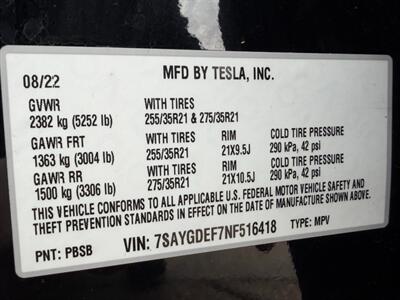 08/22 MFD BY TESLA, INC.
GVWR WITH TIRES
2382 kg (5252 lb) 255/35R21 & 275/35R21
GAWR FRT WITH TIRES RIM COLD TIRE PRESSURE
1363 kg (3004 lb) 255/35R21 21X9.5J 290 kPa, 42 psi
GAWR RR WITH TIRES RIM COLD TIRE PRESSURE
1500 kg (3306 lb) 275/35R21 21X10.5J 290 kPa, 42 psi
THIS VEHICLE CONFORMS TO ALL APPLICABLE U.S. FEDERAL MOTOR VEHICLE SAFETY AND
THEFT PREVENTION STANDARDS IN EFFECT ON THE DATE OF MANUFACTURE SHOWN ABOVE.
PNT: PBSB VIN: 7SAYGDEF7NF516418 TYPE: MPV